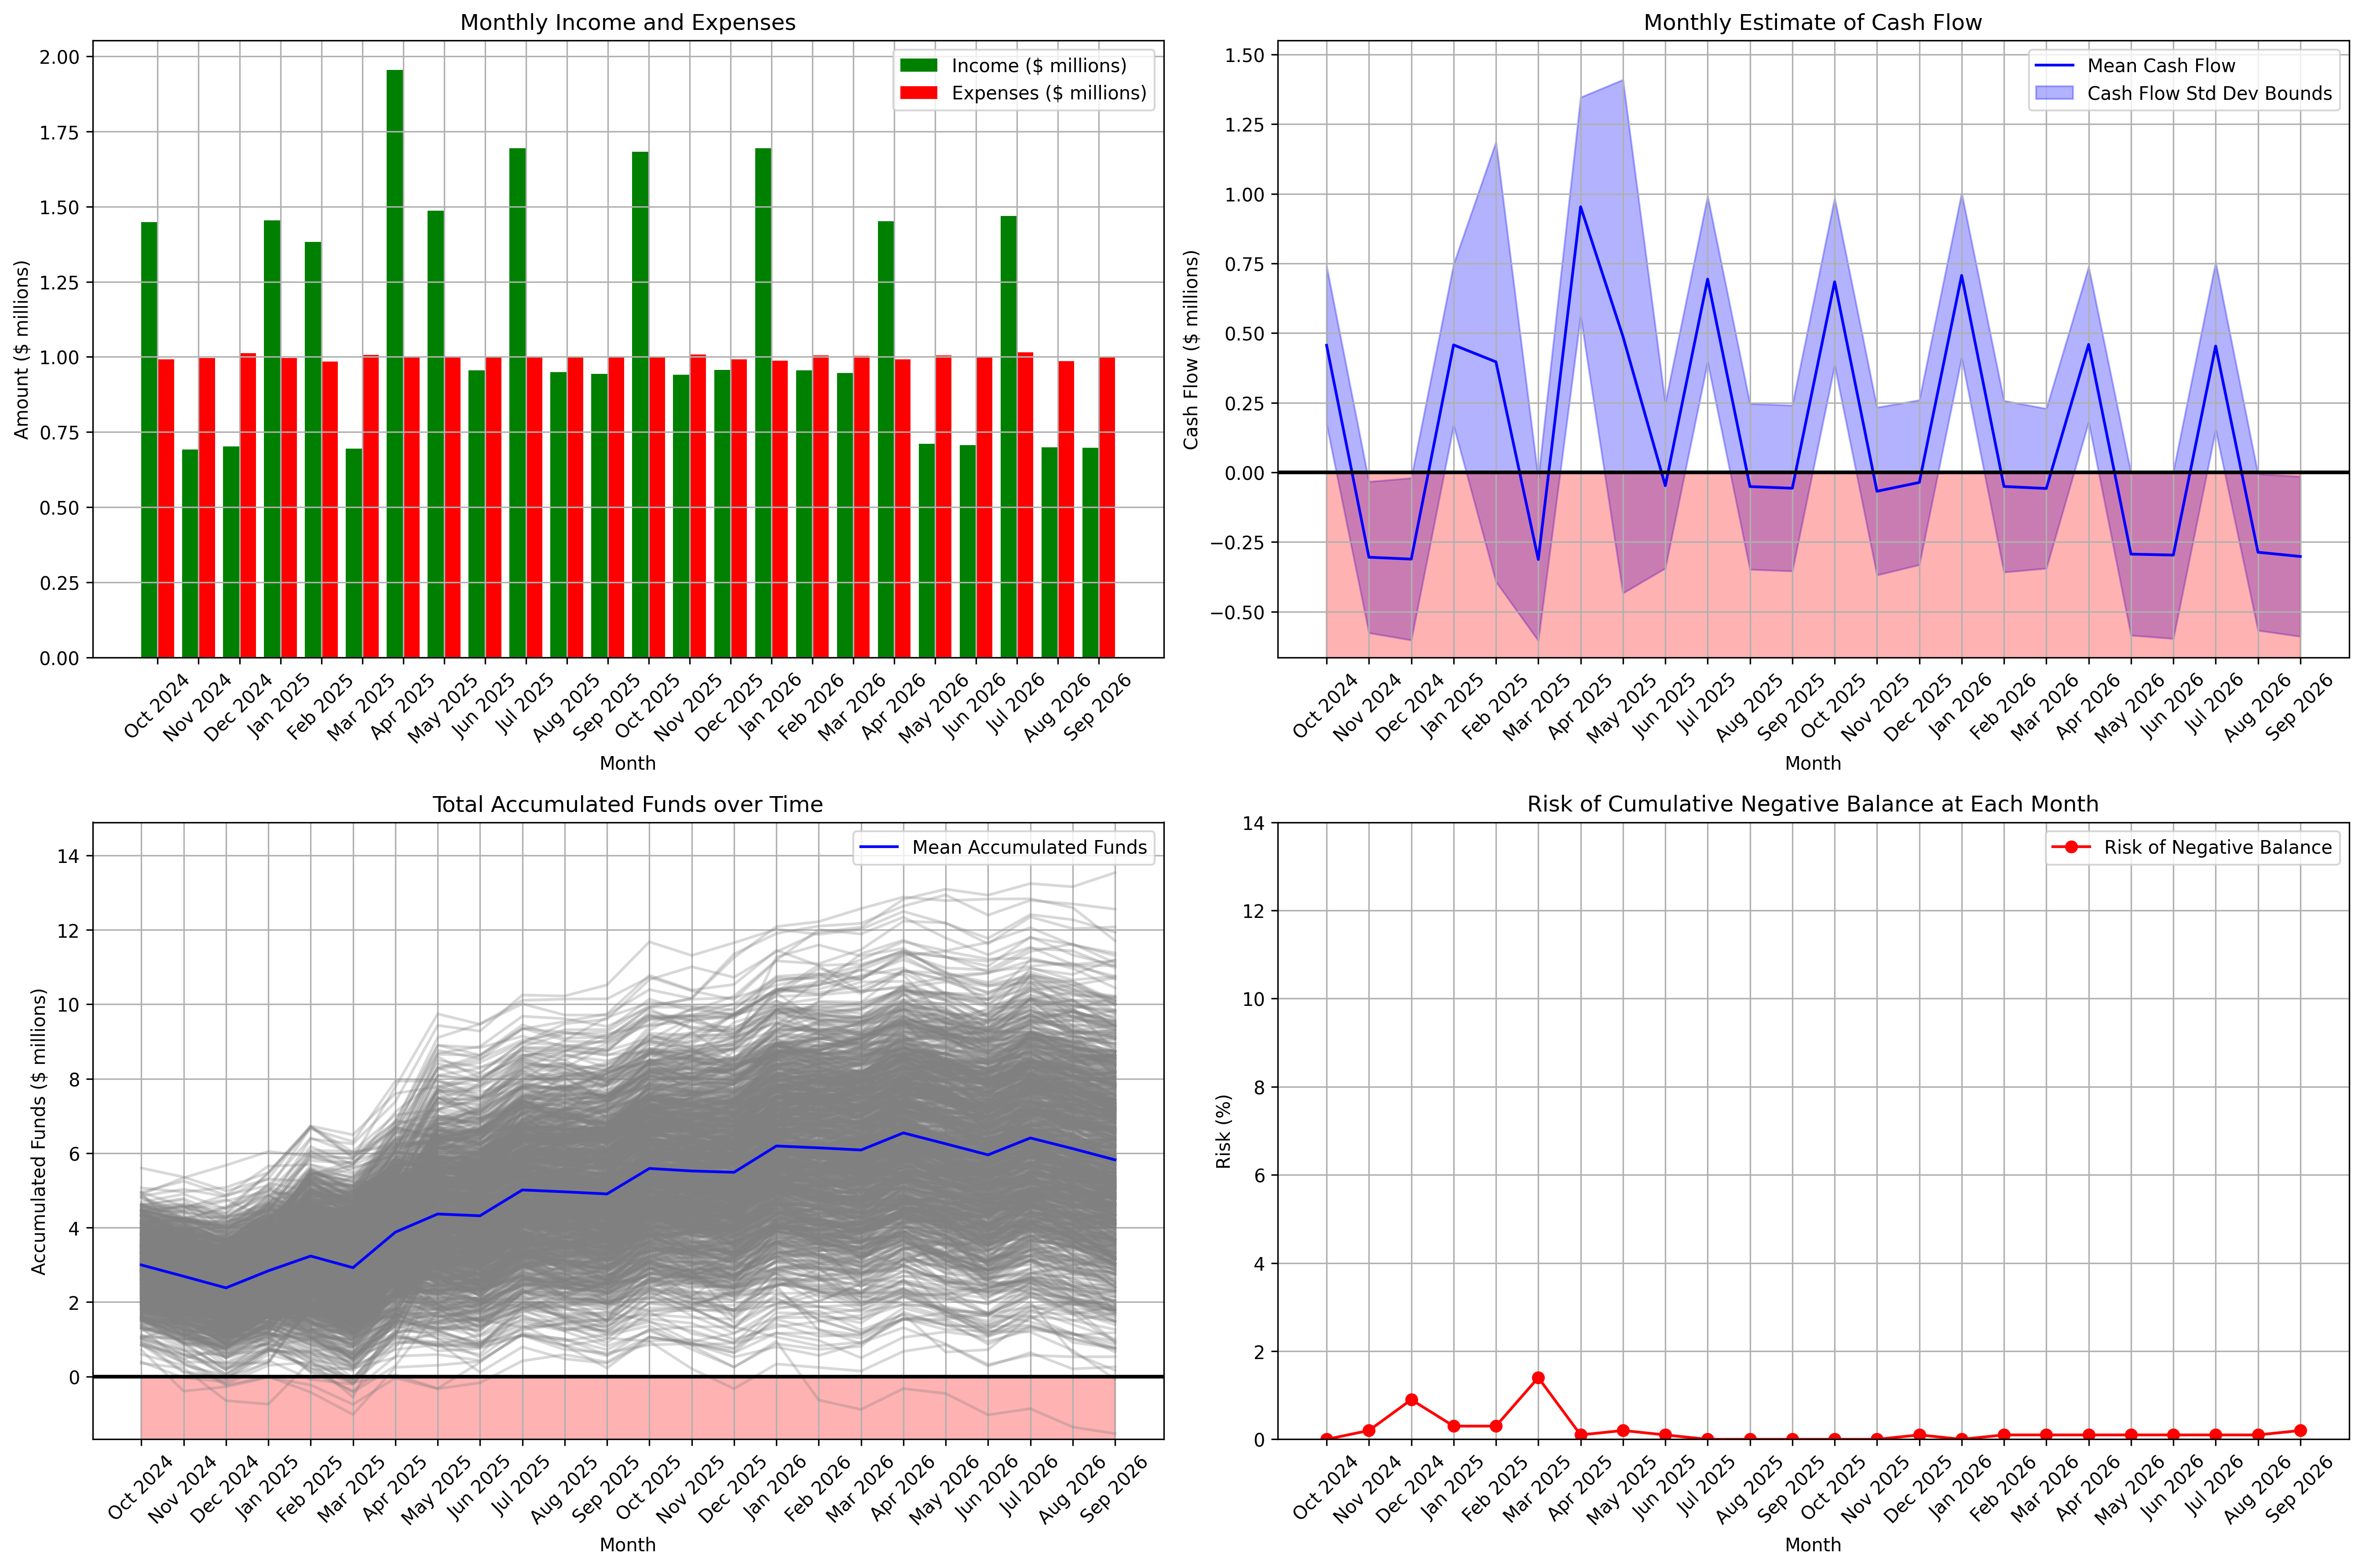 Monthly Income and Expenses
Amount ($ millions)
2.00
1.75
1.50
1.25
1.00
0.75
0.50
0.25
0.00
Income ($ millions)
Expenses ($ millions)
Oct 2024
Nov 2024
Dec 2024
Jan 2025
Feb 2025
Mar 2025
Apr 2025
May 2025
Jun 2025
Jul 2025
Aug 2025
Sep 2025
Oct 2025
Nov 2025
Dec 2026
Jan 2026
Feb 2026
Mar 2026
Apr 2026
May 2026
Jun 2026
Jul 2026
Aug 2026
Sep 2026
Month
Monthly Estimate of Cash Flow
Cash Flow ($ millions)
1.50
1.25
1.00
0.75
0.50
0.25
0.00
−0.25
−0.50
Mean Cash Flow
Cash Flow Std Dev Bounds
Oct 2024
Nov 2024
Dec 2024
Jan 2025
Feb 2025
Mar 2025
Apr 2025
May 2025
Jun 2025
Jul 2025
Aug 2025
Sep 2025
Oct 2025
Nov 2025
Dec 2026
Jan 2026
Feb 2026
Mar 2026
Apr 2026
May 2026
Jun 2026
Jul 2026
Aug 2026
Sep 2026
Month
Total Accumulated Funds over Time
Accumulated Funds ($ millions)
14
12
10
8
6
4
2
0
Mean Accumulated Funds
Oct 2024
Nov 2024
Dec 2024
Jan 2025
Feb 2025
Mar 2025
Apr 2025
May 2025
Jun 2025
Jul 2025
Aug 2025
Sep 2025
Oct 2025
Nov 2025
Dec 2026
Jan 2026
Feb 2026
Mar 2026
Apr 2026
May 2026
Jun 2026
Jul 2026
Aug 2026
Sep 2026
Month
Risk of Cumulative Negative Balance at Each Month
Risk (%)
14
12
10
8
6
4
2
0
Risk of Negative Balance
Oct 2024
Nov 2024
Dec 2024
Jan 2025
Feb 2025
Mar 2025
Apr 2025
May 2025
Jun 2025
Jul 2025
Aug 2025
Sep 2025
Oct 2025
Nov 2025
Dec 2026
Jan 2026
Feb 2026
Mar 2026
Apr 2026
May 2026
Jun 2026
Jul 2026
Aug 2026
Sep 2026
Month